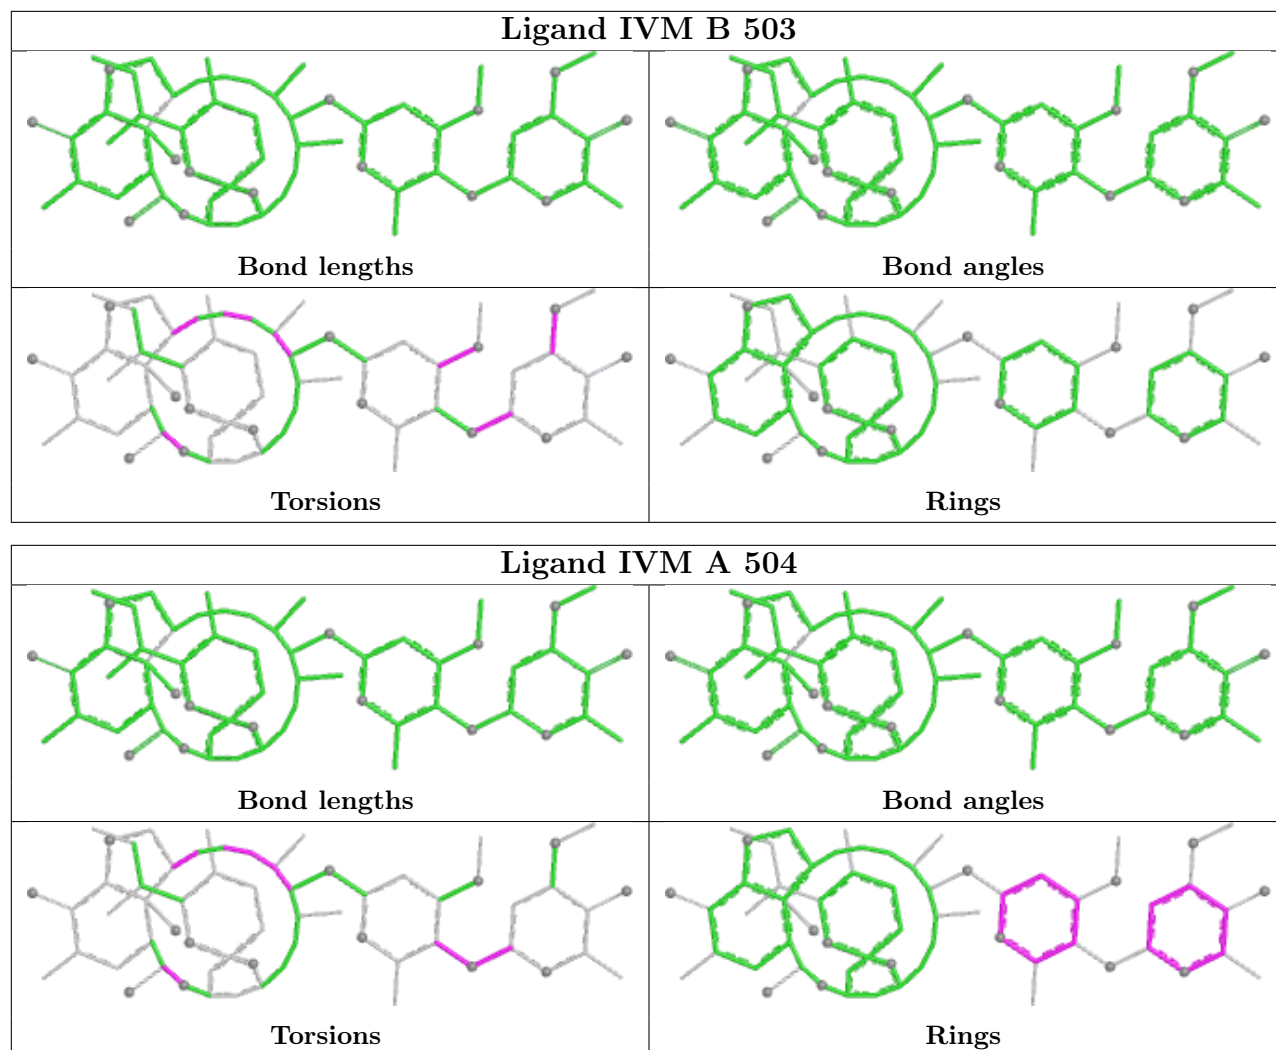 Ligand IVM B 503
Bond lengths
Bond angles
Torsions
Rings
Ligand IVM A 504
Bond lengths
Bond angles
Torsions
Rings